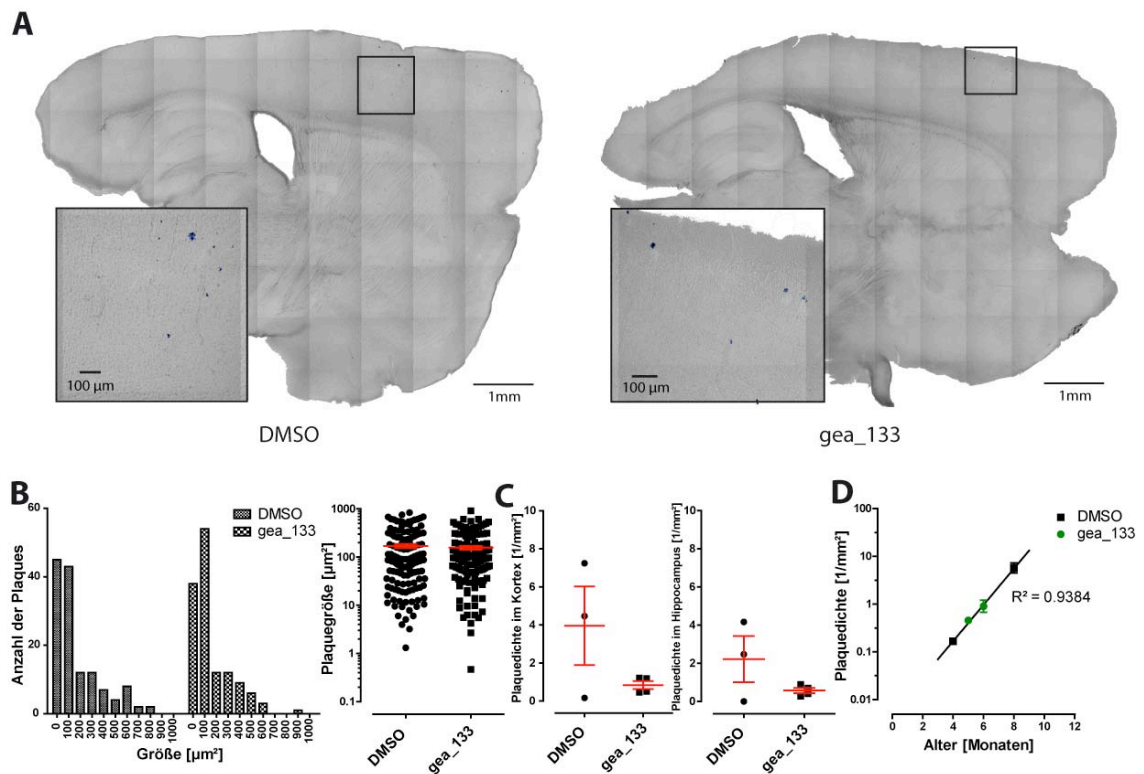 A
100 µm
1mm
100 µm
1mm
DMSO
gea_133
B
C
D
60
40
20
0
Anzahl der Plaques
DMSO
gea_133
0
100
200
300
400
500
600
700
800
900
1000
0
100
200
300
400
500
600
700
800
900
1000
Größe [µm²]
Plaquegröße [µm²]
1000
100
10
1
0.1
DMSO
gea_133
Plaquedichte im Kortex [1/mm²]
10
8
6
4
2
0
DMSO
gea_133
Plaquedichte im Hippocampus [1/mm²]
10
8
6
4
2
0
DMSO
gea_133
Plaquedichte [1/mm²]
100
10
1
0.1
0.01
DMSO
gea_133
R² = 0.9384
0 2 4 6 8 10 12
Alter [Monaten]